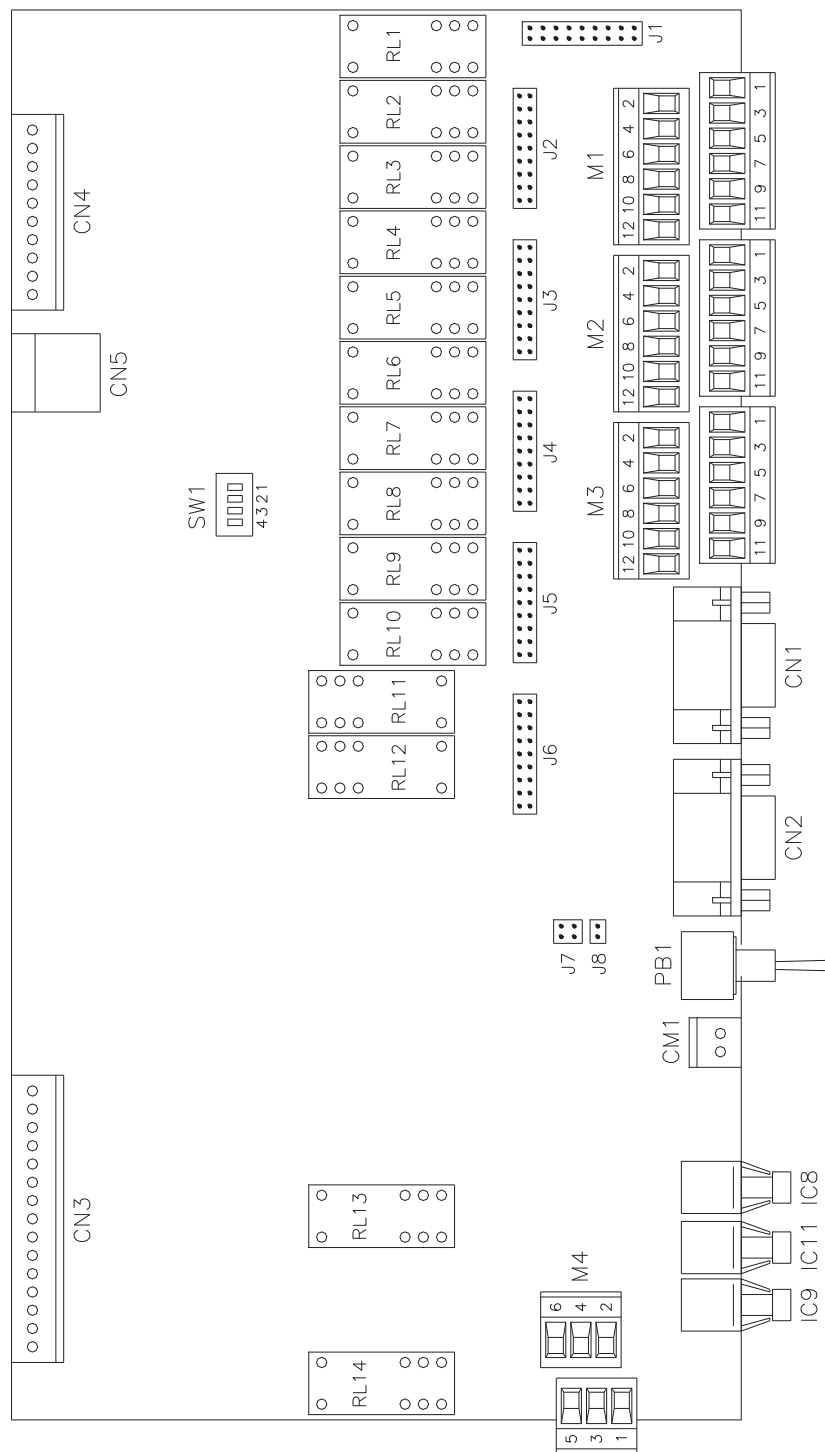 RL1
RL2
RL3
RL4
RL5
RL6
RL7
RL8
RL9
RL10
RL11
RL12
RL13
RL14
CN4
CN5
SW1
4321
CN3
J1
J2
J3
J4
J5
J6
J7
J8
M1
12 10 8 6 4 2
11 9 7 5 3 1
M2
12 10 8 6 4 2
11 9 7 5 3 1
M3
12 10 8 6 4 2
11 9 7 5 3 1
CN1
CN2
PB1
CM1
IC8
IC11
IC9
M4
6 4 2
5 3 1